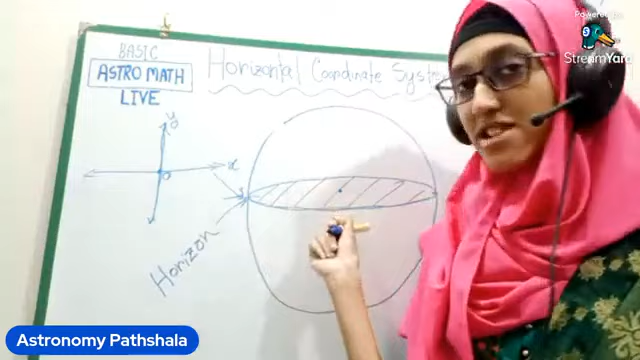 Powered by
StreamYard
BASIC
ASTRO MATH
LIVE
Horizontal Coordinate System
y
x
o
Horizon
Astronomy Pathshala